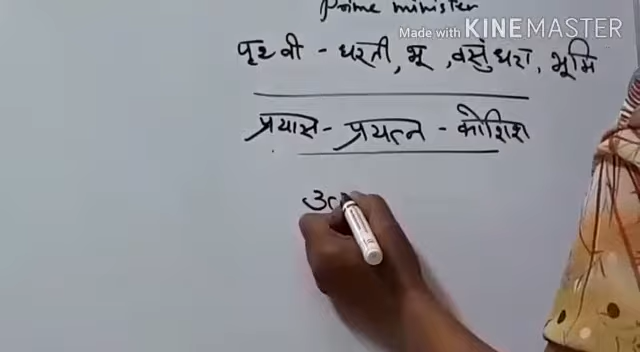 Prime minister
Made with KINEMASTER
पृथ्वी - धरती, भू, वसुंधरा, भूमि
प्रयास - प्रयत्न - कोशिश